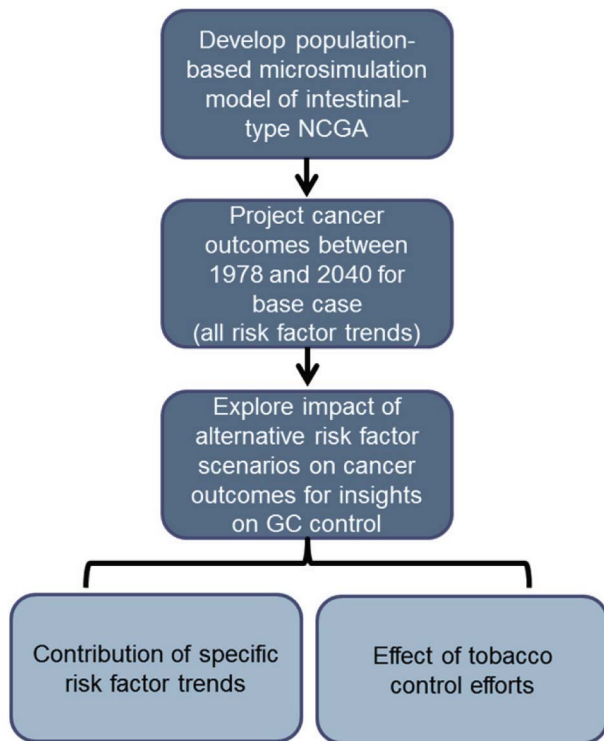 Develop population-
based microsimulation
model of intestinal-
type NCGA
Project cancer
outcomes between
1978 and 2040 for
base case
(all risk factor trends)
Explore impact of
alternative risk factor
scenarios on cancer
outcomes for insights
on GC control
Contribution of specific
risk factor trends
Effect of tobacco
control efforts